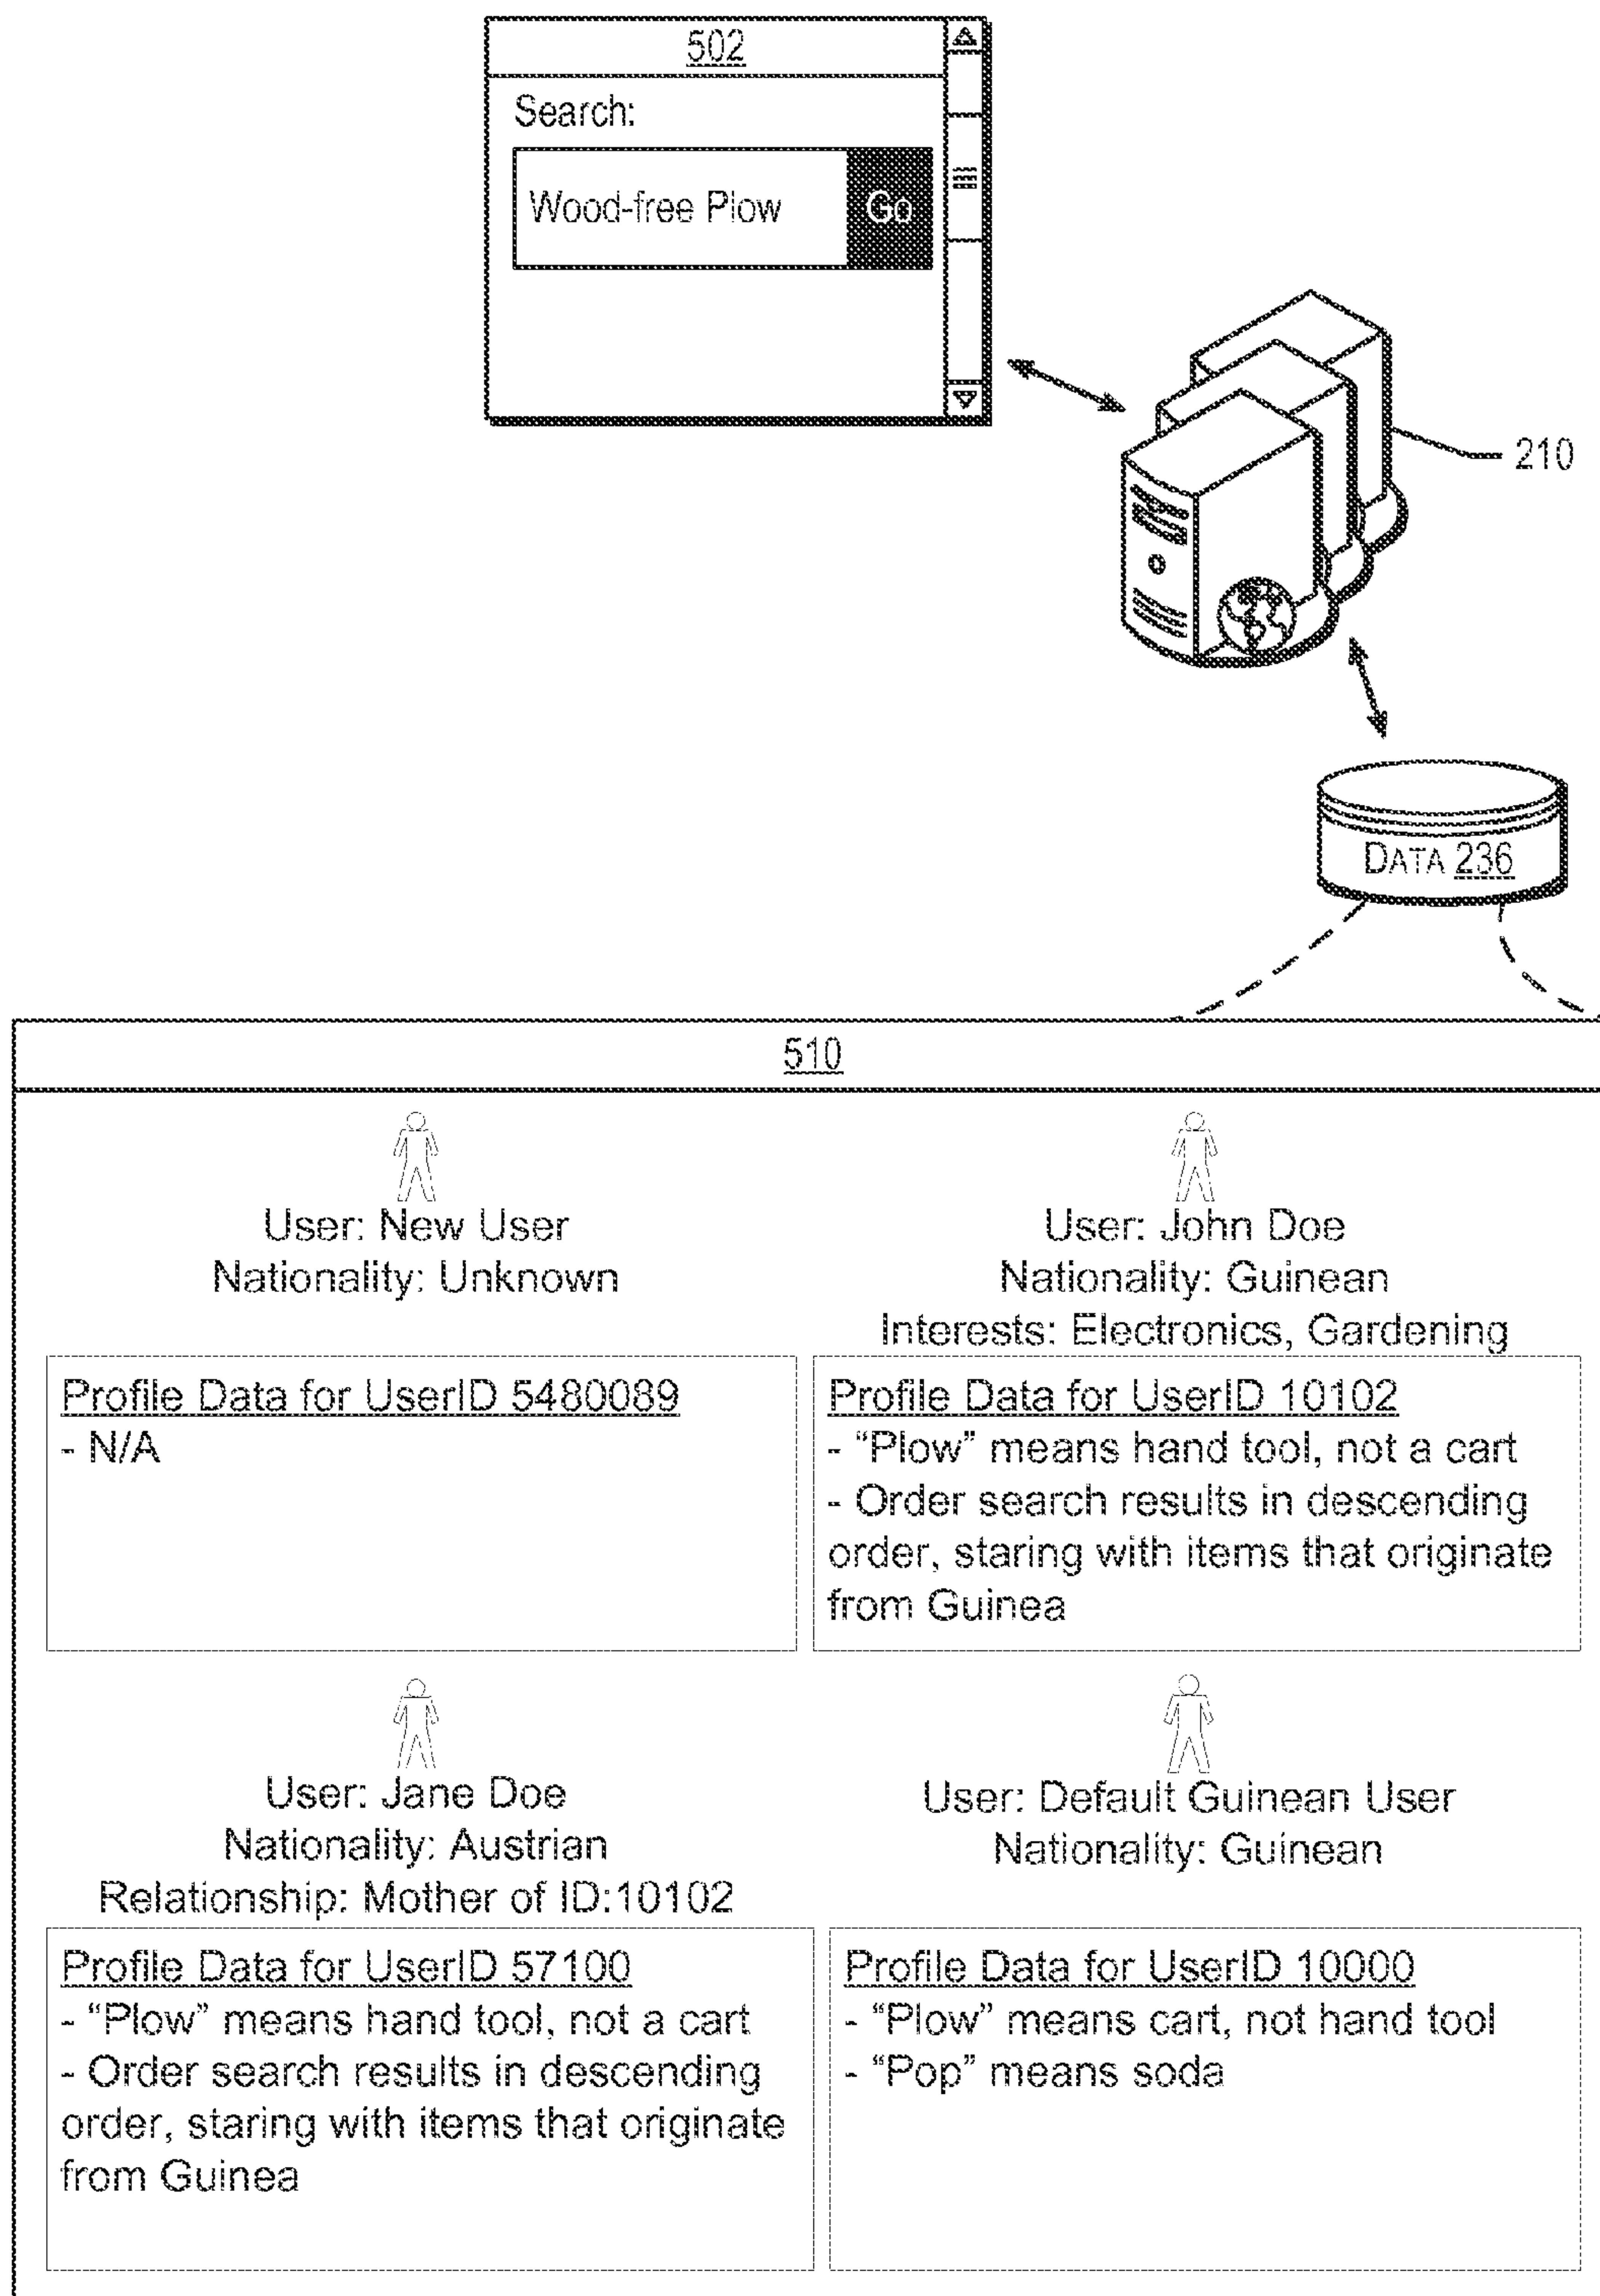 502
Search:
Wood-free Plow Go
210
DATA 236
510
User: New User
Nationality: Unknown
Profile Data for UserID 5480089
- N/A
User: John Doe
Nationality: Guinean
Interests: Electronics, Gardening
Profile Data for UserID 10102
- “Plow” means hand tool, not a cart
- Order search results in descending
order, staring with items that originate
from Guinea
User: Jane Doe
Nationality: Austrian
Relationship: Mother of ID:10102
Profile Data for UserID 57100
- “Plow” means hand tool, not a cart
- Order search results in descending
order, staring with items that originate
from Guinea
User: Default Guinean User
Nationality: Guinean
Profile Data for UserID 10000
- “Plow” means cart, not hand tool
- “Pop” means soda